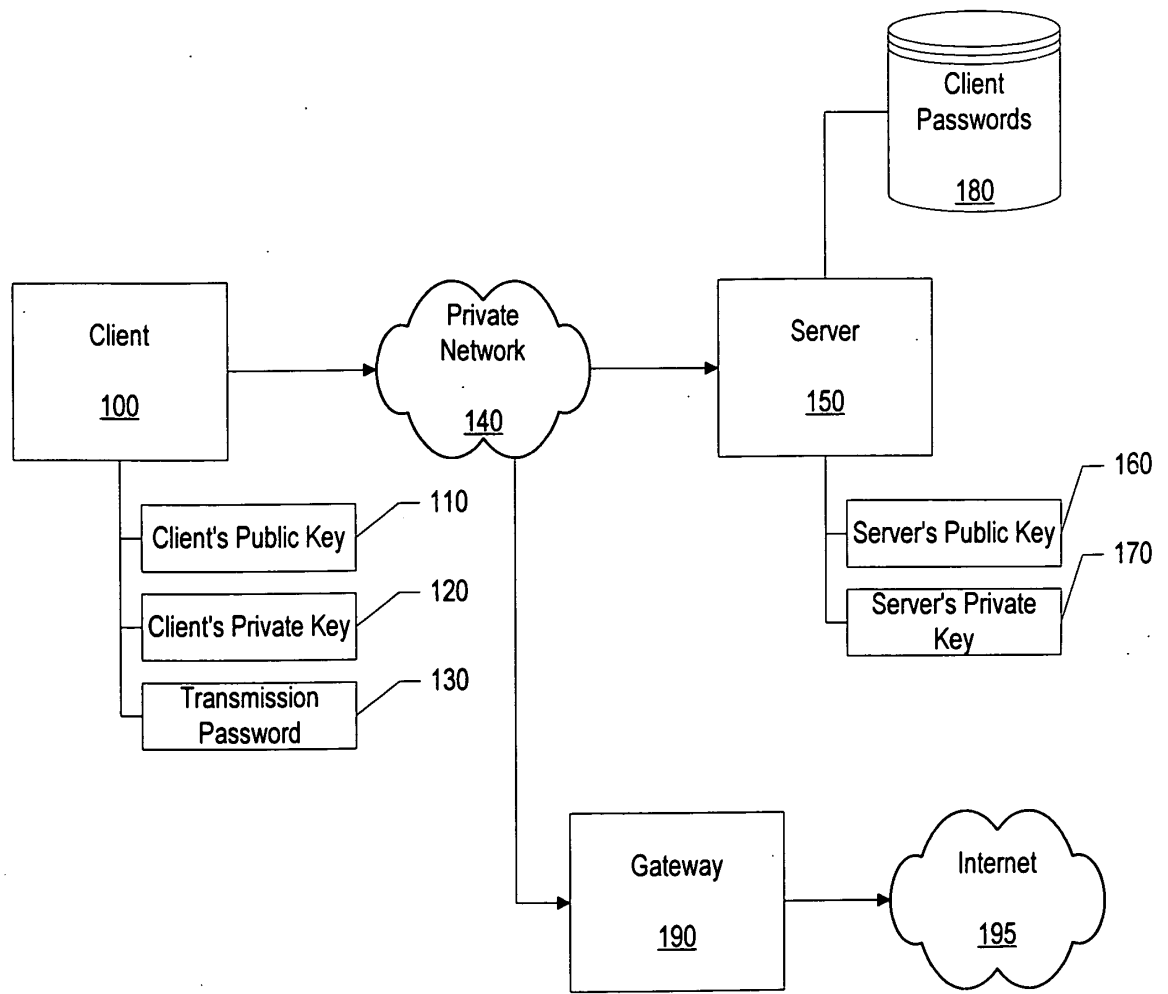 Client
Passwords
180
Client
100
Private
Network
140
Server
150
Client's Public Key
110
Client's Private Key
120
Transmission
Password
130
Server's Public Key
160
Server's Private
Key
170
Gateway
190
Internet
195